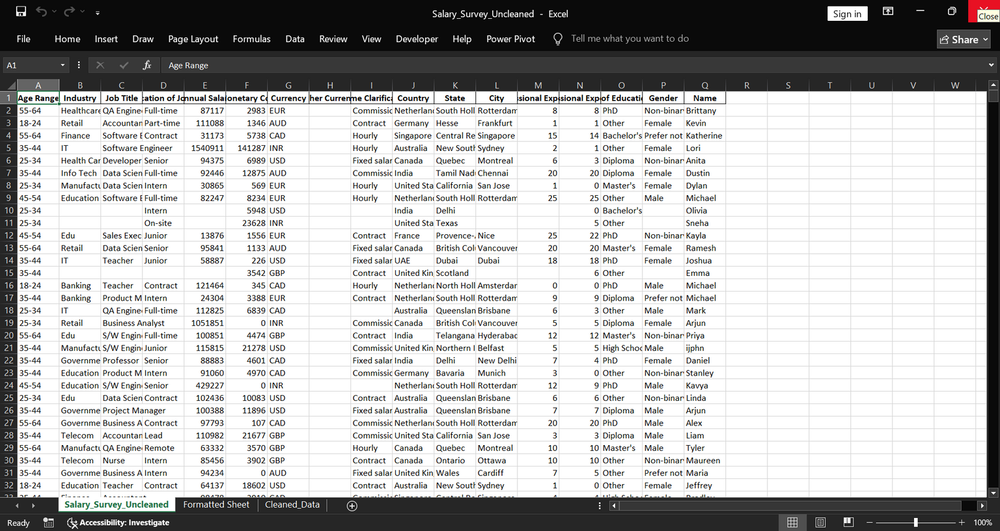 Salary_Survey_Uncleaned - Excel
Sign in
Close
File Home Insert Draw Page Layout Formulas Data Review View Developer Help Power Pivot Tell me what you want to do Share
A1 fx Age Range
A B C D E F G H I J K L M N O P Q R S T U V W
1 Age Range Industry Job Title cation of Jo nnual Sala onetary Co Currency her Curren me Clarifica Country State City sional Exp sional Exp of Educati Gender Name
2 55-64 Healthcare QA Engine Full-time 87117 2983 EUR Commissic Netherland South Holl Rotterdam 8 8 PhD Non-binar Brittany
3 18-24 Retail Accountan Part-time 111088 1346 AUD Contract Germany Hesse Frankfurt 1 1 Other Female Kevin
4 55-64 Finance Software E Contract 31173 5738 CAD Hourly Singapore Central Re Singapore 15 14 Bachelor's Prefer not Katherine
5 35-44 IT Software Engineer 1540911 141287 INR Hourly Australia New South Sydney 2 1 Other Female Lori
6 25-34 Health Car Developer Senior 94375 6989 USD Fixed salar Canada Quebec Montreal 6 3 Diploma Non-binar Anita
7 35-44 Info Tech Data Scien Full-time 92446 12875 AUD Commissic India Tamil Nadu Chennai 20 20 Diploma Female Dustin
8 25-34 Manufactu Data Scien Intern 30865 569 EUR Hourly United Sta California San Jose 1 0 Master's Female Dylan
9 45-54 Education Software E Full-time 82247 8234 EUR Hourly Netherland South Holl Rotterdam 25 25 Other Male Michael
10 25-34 Intern 5948 USD India Delhi 0 Bachelor's Olivia
11 25-34 On-site 23628 INR United Sta Texas 5 Other Sneha
12 45-54 Edu Sales Exec Junior 13876 1556 EUR Contract France Provence- Nice 25 22 PhD Non-binar Kayla
13 55-64 Retail Data Scien Senior 95841 1133 AUD Fixed salar Canada British Col Vancouver 20 20 Master's Female Ramesh
14 35-44 IT Teacher Junior 58887 226 USD Fixed salar UAE Dubai Dubai 18 18 PhD Female Joshua
15 35-44 3542 GBP Contract United Kin Scotland 6 Other Emma
16 18-24 Banking Teacher Contract 121464 345 CAD Hourly Netherland North Holl Amsterdar 0 0 PhD Male Michael
17 35-44 Banking Product M Intern 24304 3388 EUR Contract Netherland South Holl Rotterdam 9 9 Diploma Prefer not Michael
18 25-34 IT QA Engine Full-time 112825 6839 CAD Australia Queenslan Brisbane 6 3 Other Male Mark
19 25-34 Retail Business Analyst 1051851 0 INR Commissic Canada British Col Vancouver 5 5 Diploma Female Arjun
20 55-64 Edu S/W Engin Full-time 100851 4474 GBP Contract India Telangana Hyderabad 12 12 Master's Non-binar Priya
21 35-44 Manufactu S/W Engin Junior 115815 21278 USD Commissic United Kin Northern I Belfast 5 5 High Schoo Male ijphn
22 35-44 Governme Professor Senior 88883 4601 CAD Fixed salar India Delhi New Delhi 7 4 PhD Female Daniel
23 35-44 Education Product M Intern 91060 4970 CAD Commissic Germany Bavaria Munich 3 0 Other Non-binar Stanley
24 45-54 Education S/W Engin Senior 429227 0 INR Netherland South Holl Rotterdam 12 9 PhD Male Kavya
25 25-34 Edu Data Scien Contract 102436 10083 USD Contract Australia Queenslan Brisbane 6 6 Other Non-binar Linda
26 35-44 Governme Project Manager 100388 11896 USD Fixed salar Australia Queenslan Brisbane 7 7 Diploma Male Arjun
27 55-64 Governme Business A Contract 97793 107 CAD Commissic Netherland South Holl Rotterdam 20 20 PhD Male Alex
28 35-44 Telecom Accountan Lead 110982 21677 GBP Commissic United Sta California San Jose 3 3 Diploma Male Liam
29 55-64 Manufactu QA Engine Remote 63332 3570 GBP Hourly Canada Quebec Montreal 10 10 Master's Male Tyler
30 35-44 Telecom Nurse Intern 85456 3902 GBP Contract Canada Ontario Ottawa 10 10 Other Non-binar Maureen
31 35-44 Governme Business A Intern 94234 0 AUD Fixed salar United Kin Wales Cardiff 7 5 Other Prefer not Maria
32 18-24 Education Teacher Contract 64137 18602 USD Contract Australia New South Sydney 1 0 Other Female Jeffrey
Salary_Survey_Uncleaned Formatted Sheet Cleaned_Data
Ready Accessibility: Investigate 100%